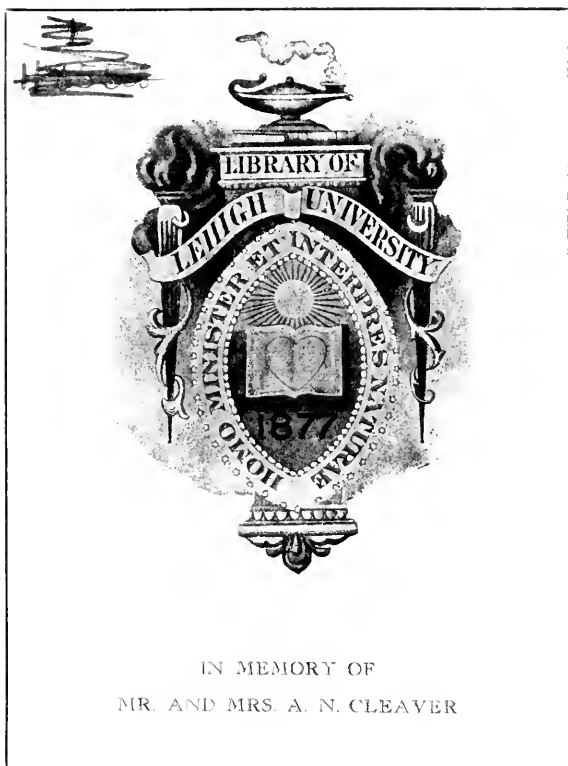 LIBRARY OF
LEHIGH UNIVERSITY
HOMO MINISTER ET INTERPRES NATURAE
1877
IN MEMORY OF
MR. AND MRS. A. N. CLEAVER